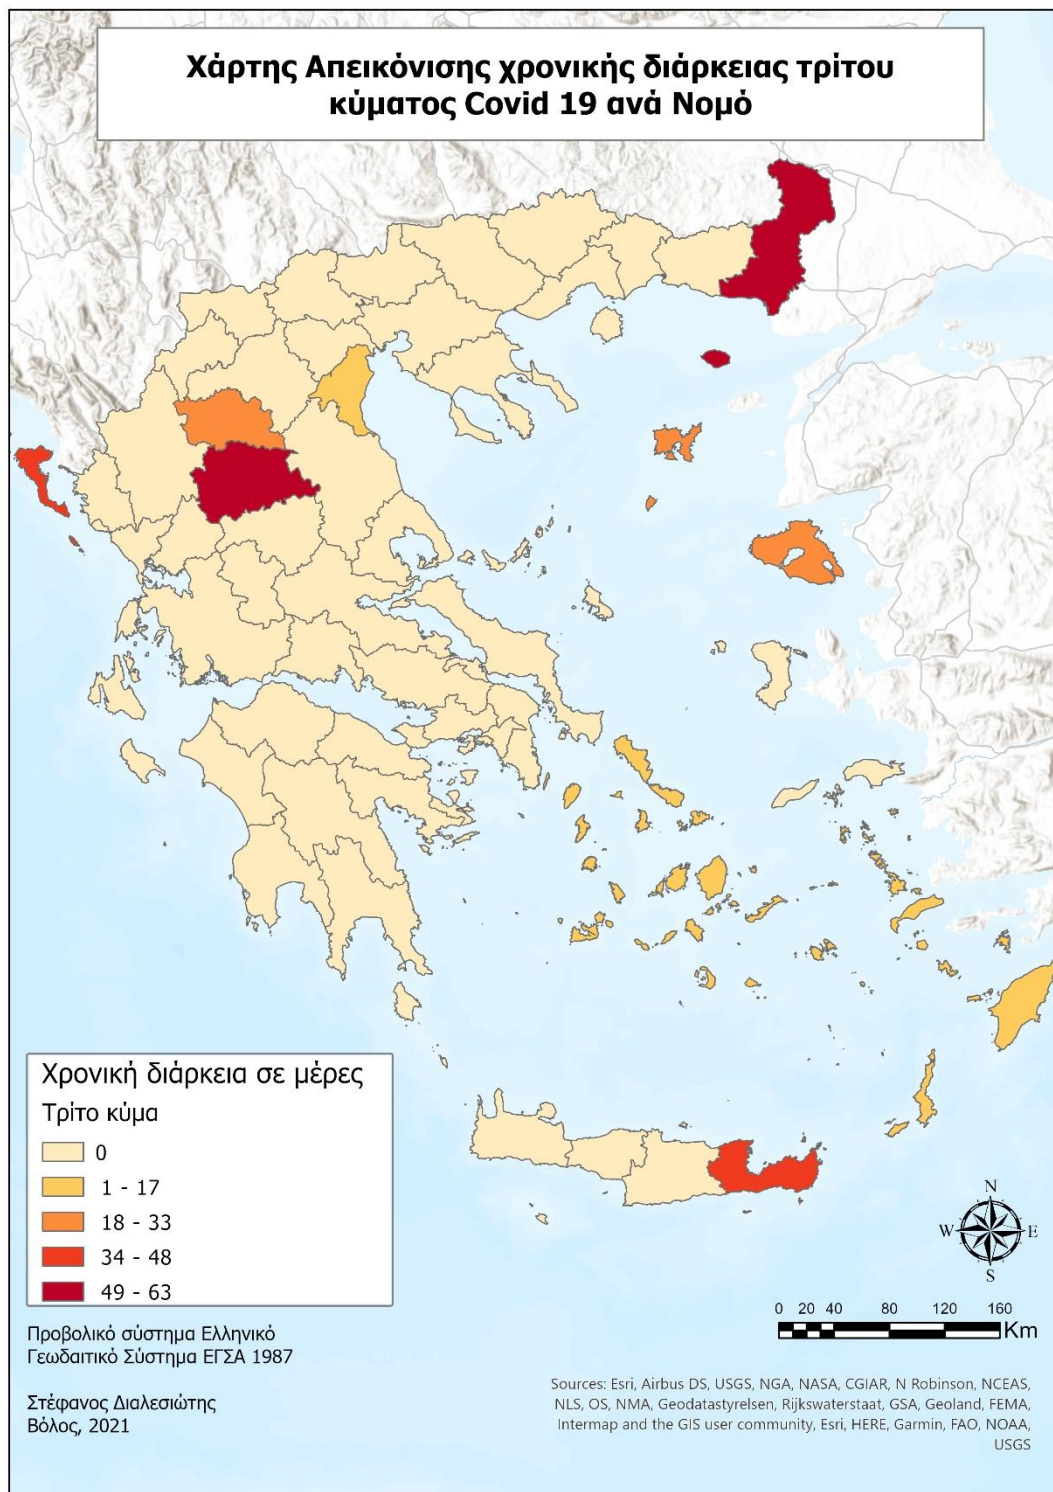 Χάρτης Απεικόνισης χρονικής διάρκειας τρίτου
κύματος Covid 19 ανά Νομό
Χρονική διάρκεια σε μέρες
Τρίτο κύμα
0
1 - 17
18 - 33
34 - 48
49 - 63
Προβολικό σύστημα Ελληνικό
Γεωδαιτικό Σύστημα ΕΓΣΑ 1987
Στέφανος Διαλεσιώτης
Βόλος, 2021
N
W E
S
0 20 40 80 120 160
Km
Sources: Esri, Airbus DS, USGS, NGA, NASA, CGIAR, N Robinson, NCEAS,
NLS, OS, NMA, Geodatastyrelsen, Rijkswaterstaat, GSA, Geoland, FEMA,
Intermap and the GIS user community, Esri, HERE, Garmin, FAO, NOAA,
USGS